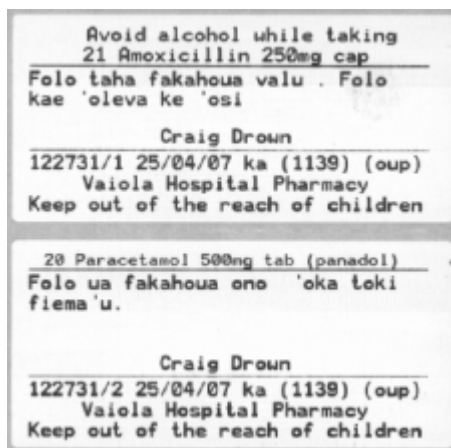 Avoid alcohol while taking
21 Amoxicillin 250mg cap
Folo taha fakahoua valu . Folo
kae 'oleva ke 'osi
Craig Drown
122731/1 25/04/07 ka (1139) (oup)
Vaiola Hospital Pharmacy
Keep out of the reach of children
20 Paracetamol 500mg tab (panadol)
Folo ua fakahoua ono 'oka toki
fiema'u.
Craig Drown
122731/2 25/04/07 ka (1139) (oup)
Vaiola Hospital Pharmacy
Keep out of the reach of children